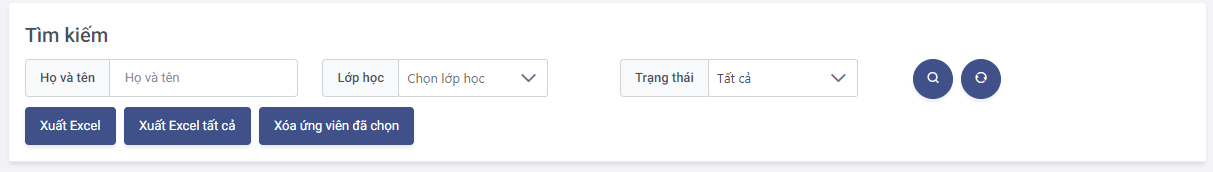 Tìm kiếm
Họ và tên Họ và tên Lớp học Chọn lớp học Trạng thái Tất cả
Xuất Excel Xuất Excel tất cả Xóa ứng viên đã chọn